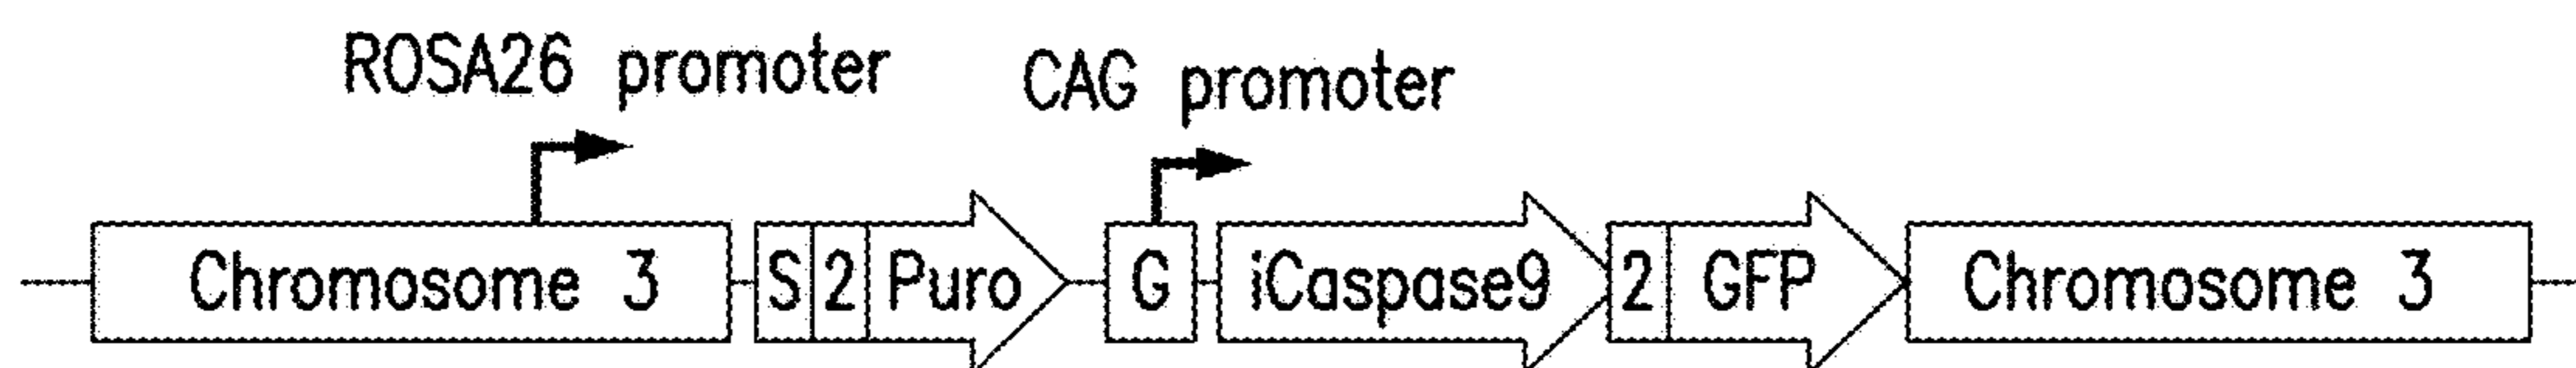 ROSA26 promoter
CAG promoter
Chromosome 3 S 2 Puro G iCaspase9 2 GFP Chromosome 3